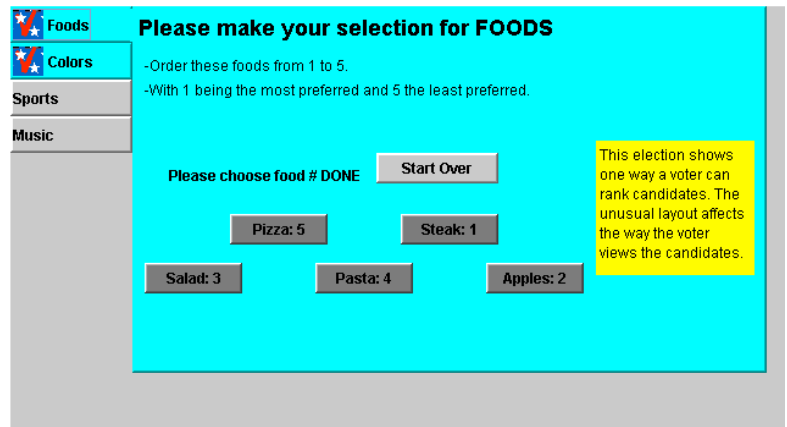 Foods
Colors
Sports
Music
Please make your selection for FOODS
-Order these foods from 1 to 5.
-With 1 being the most preferred and 5 the least preferred.
Please choose food # DONE
Start Over
Pizza: 5
Steak: 1
Salad: 3
Pasta: 4
Apples: 2
This election shows
one way a voter can
rank candidates. The
unusual layout affects
the way the voter
views the candidates.